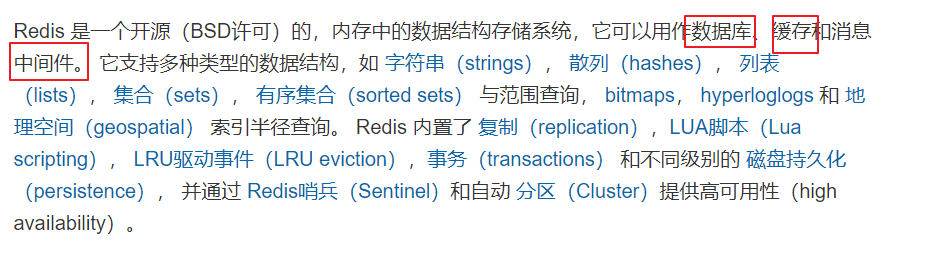 Redis 是一个开源（BSD许可）的，内存中的数据结构存储系统，它可以用作数据库、缓存和消息
中间件。 它支持多种类型的数据结构，如 字符串（strings）， 散列（hashes）， 列表
（lists）， 集合（sets）， 有序集合（sorted sets） 与范围查询， bitmaps， hyperloglogs 和 地
理空间（geospatial） 索引半径查询。 Redis 内置了 复制（replication），LUA脚本（Lua
scripting）， LRU驱动事件（LRU eviction），事务（transactions） 和不同级别的 磁盘持久化
（persistence）， 并通过 Redis哨兵（Sentinel）和自动 分区（Cluster）提供高可用性（high
availability）。